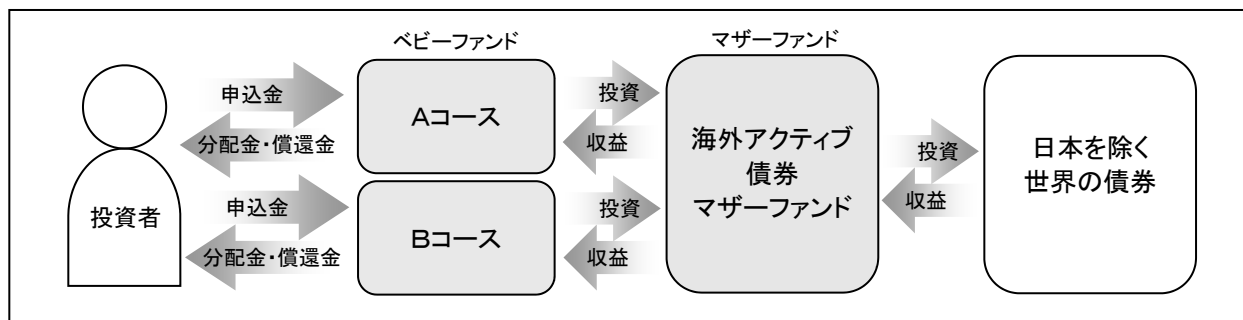 ベビーファンド
マザーファンド
投資者
申込金
分配金・償還金
Aコース
投資
収益
申込金
分配金・償還金
Bコース
投資
収益
海外アクティブ
債券
マザーファンド
投資
収益
日本を除く
世界の債券